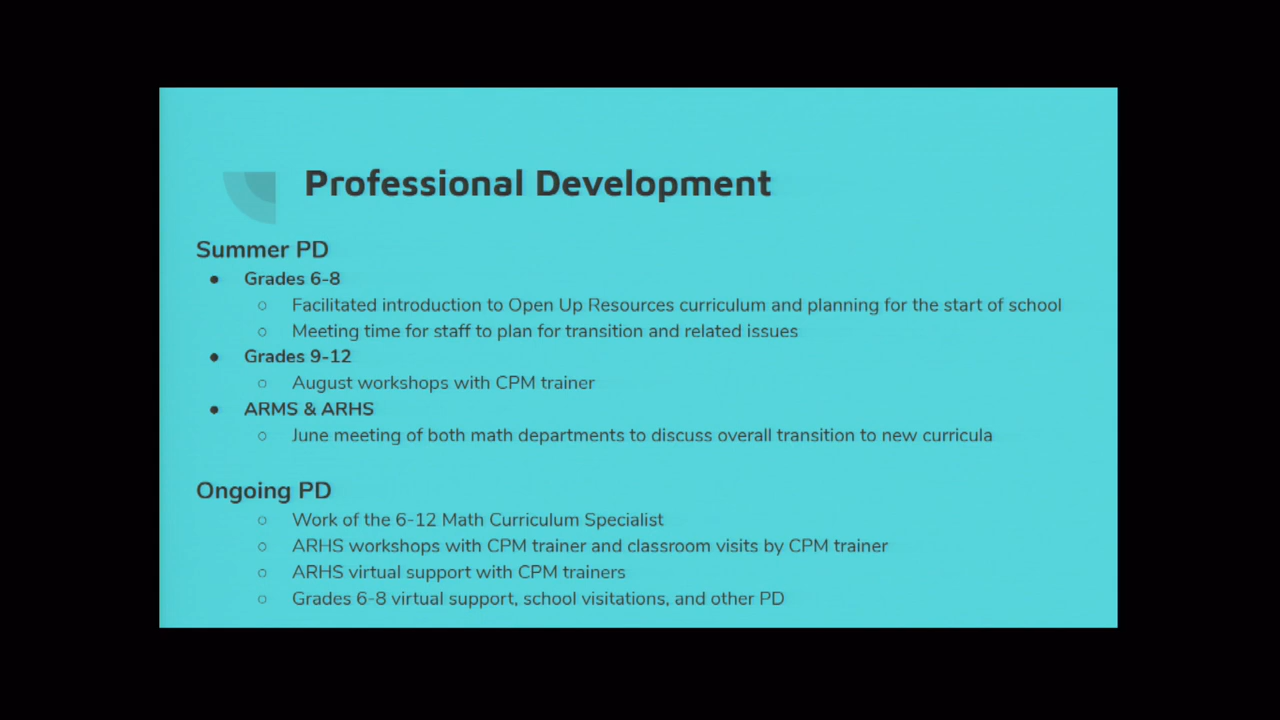 Professional Development
Summer PD
● Grades 6-8
○ Facilitated introduction to Open Up Resources curriculum and planning for the start of school
○ Meeting time for staff to plan for transition and related issues
● Grades 9-12
○ August workshops with CPM trainer
● ARMS & ARHS
○ June meeting of both math departments to discuss overall transition to new curricula
Ongoing PD
○ Work of the 6-12 Math Curriculum Specialist
○ ARHS workshops with CPM trainer and classroom visits by CPM trainer
○ ARHS virtual support with CPM trainers
○ Grades 6-8 virtual support, school visitations, and other PD